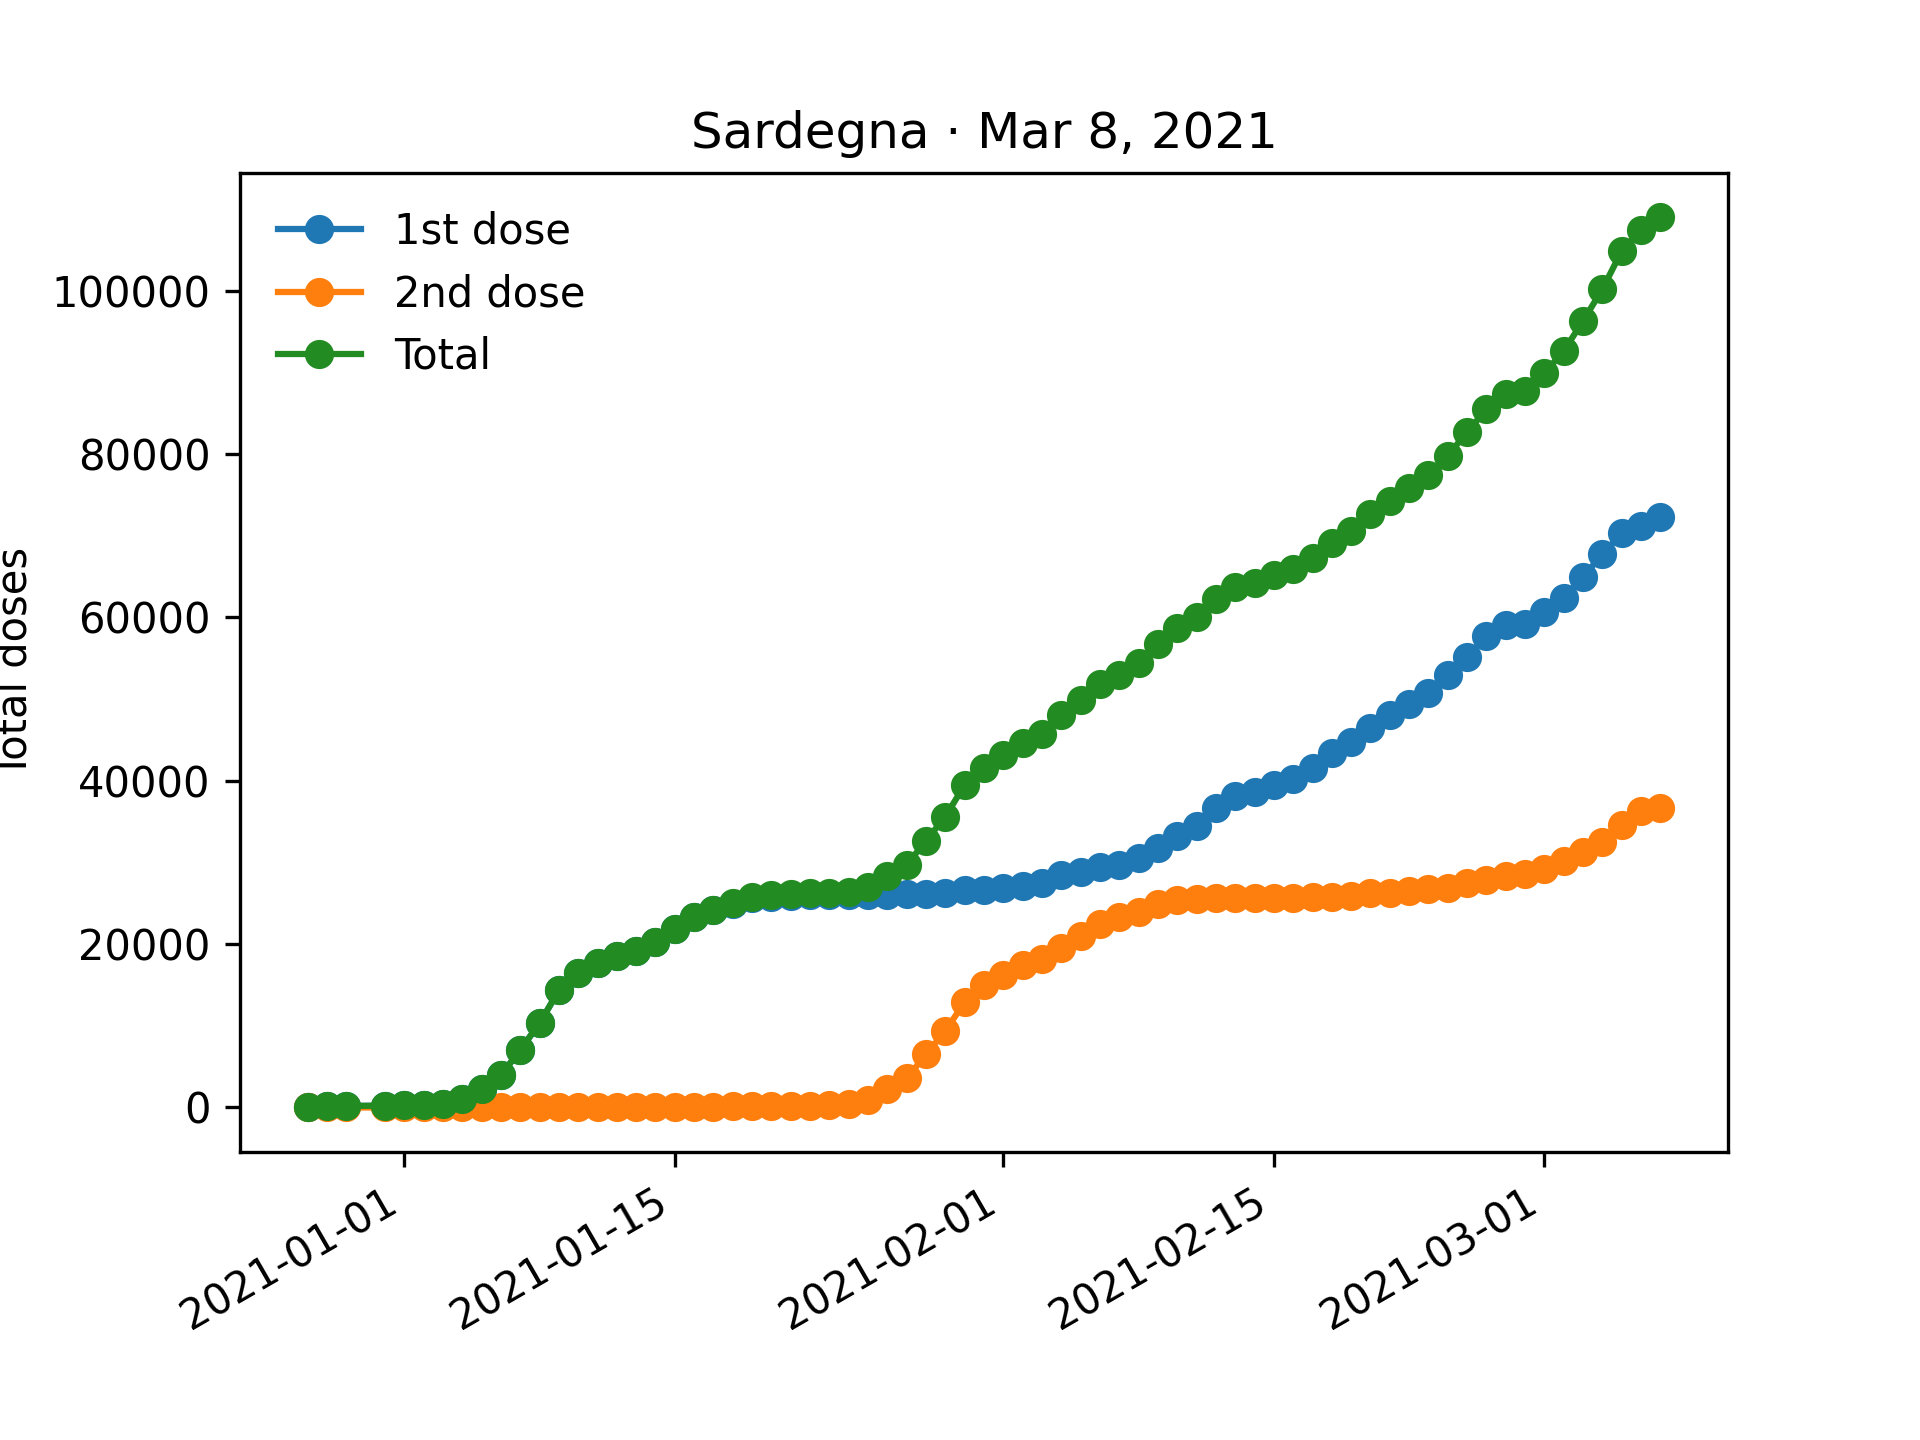 Sardegna · Mar 8, 2021
1st dose
2nd dose
Total
Total doses
100000
80000
60000
40000
20000
0
2021-01-01
2021-01-15
2021-02-01
2021-02-15
2021-03-01